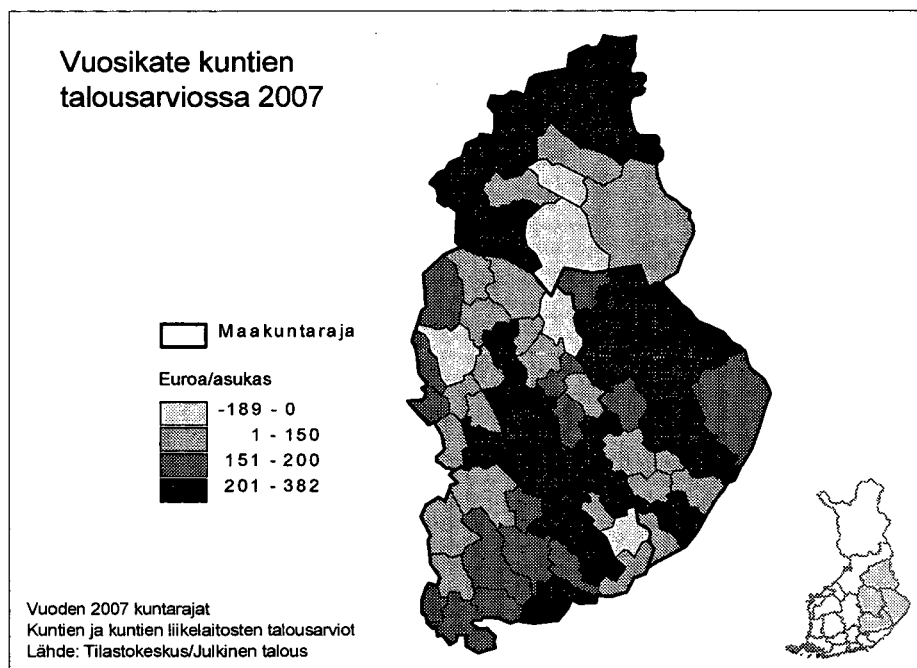 Vuosikate kuntien
talousarviossa 2007
Maakuntaraja
Euroa/asukas
-189 - 0
1 - 150
151 - 200
201 - 382
Vuoden 2007 kuntarajat
Kuntien ja kuntien liikelaitosten talousarviot
Lähde: Tilastokeskus/Julkinen talous